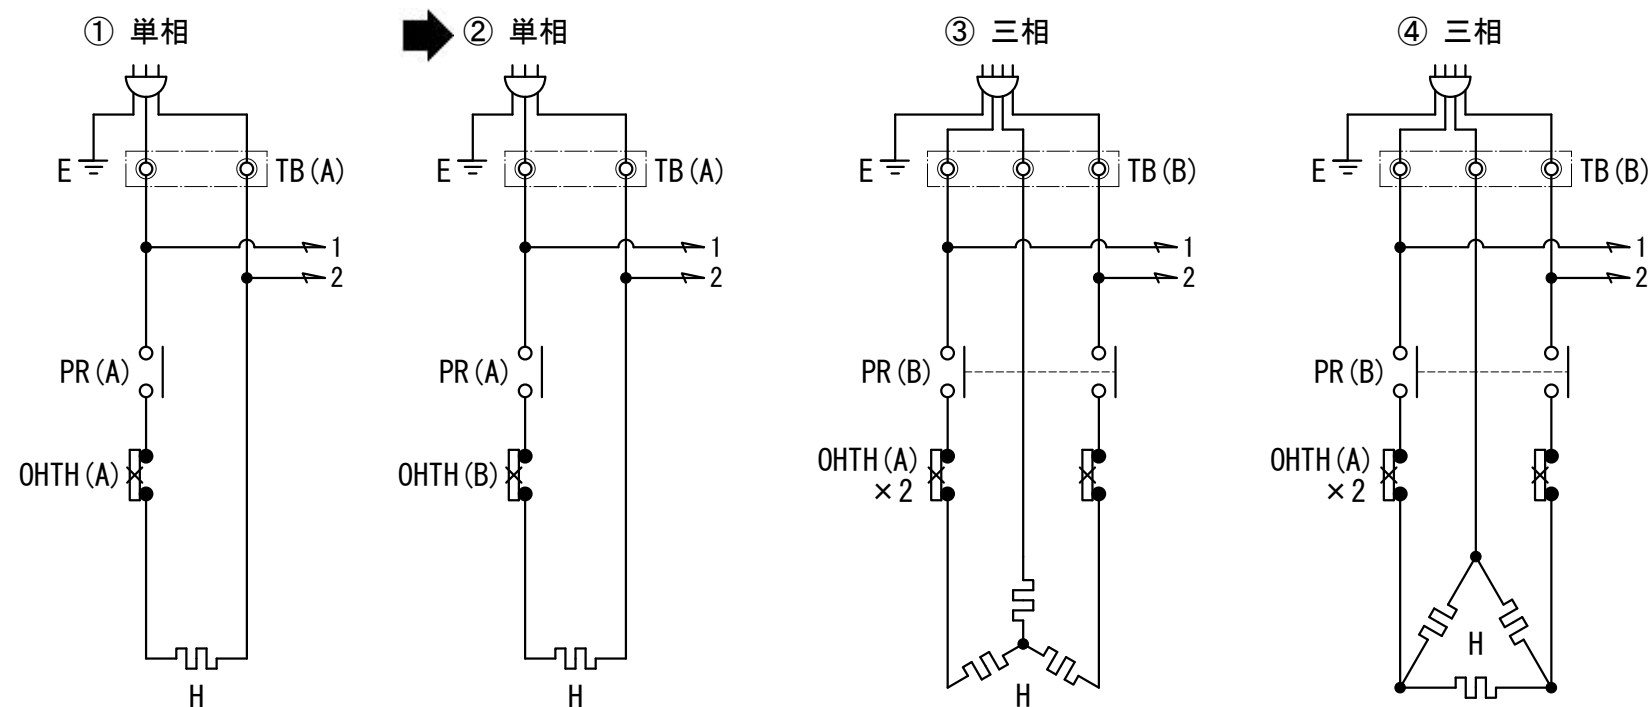 ① 単相
E
TB(A)
1
2
PR(A)
OHTH(A)
H
② 単相
E
TB(A)
1
2
PR(A)
OHTH(B)
H
③ 三相
E
TB(B)
1
2
PR(B)
OHTH(A)
×2
H
④ 三相
E
TB(B)
1
2
PR(B)
OHTH(A)
×2
H